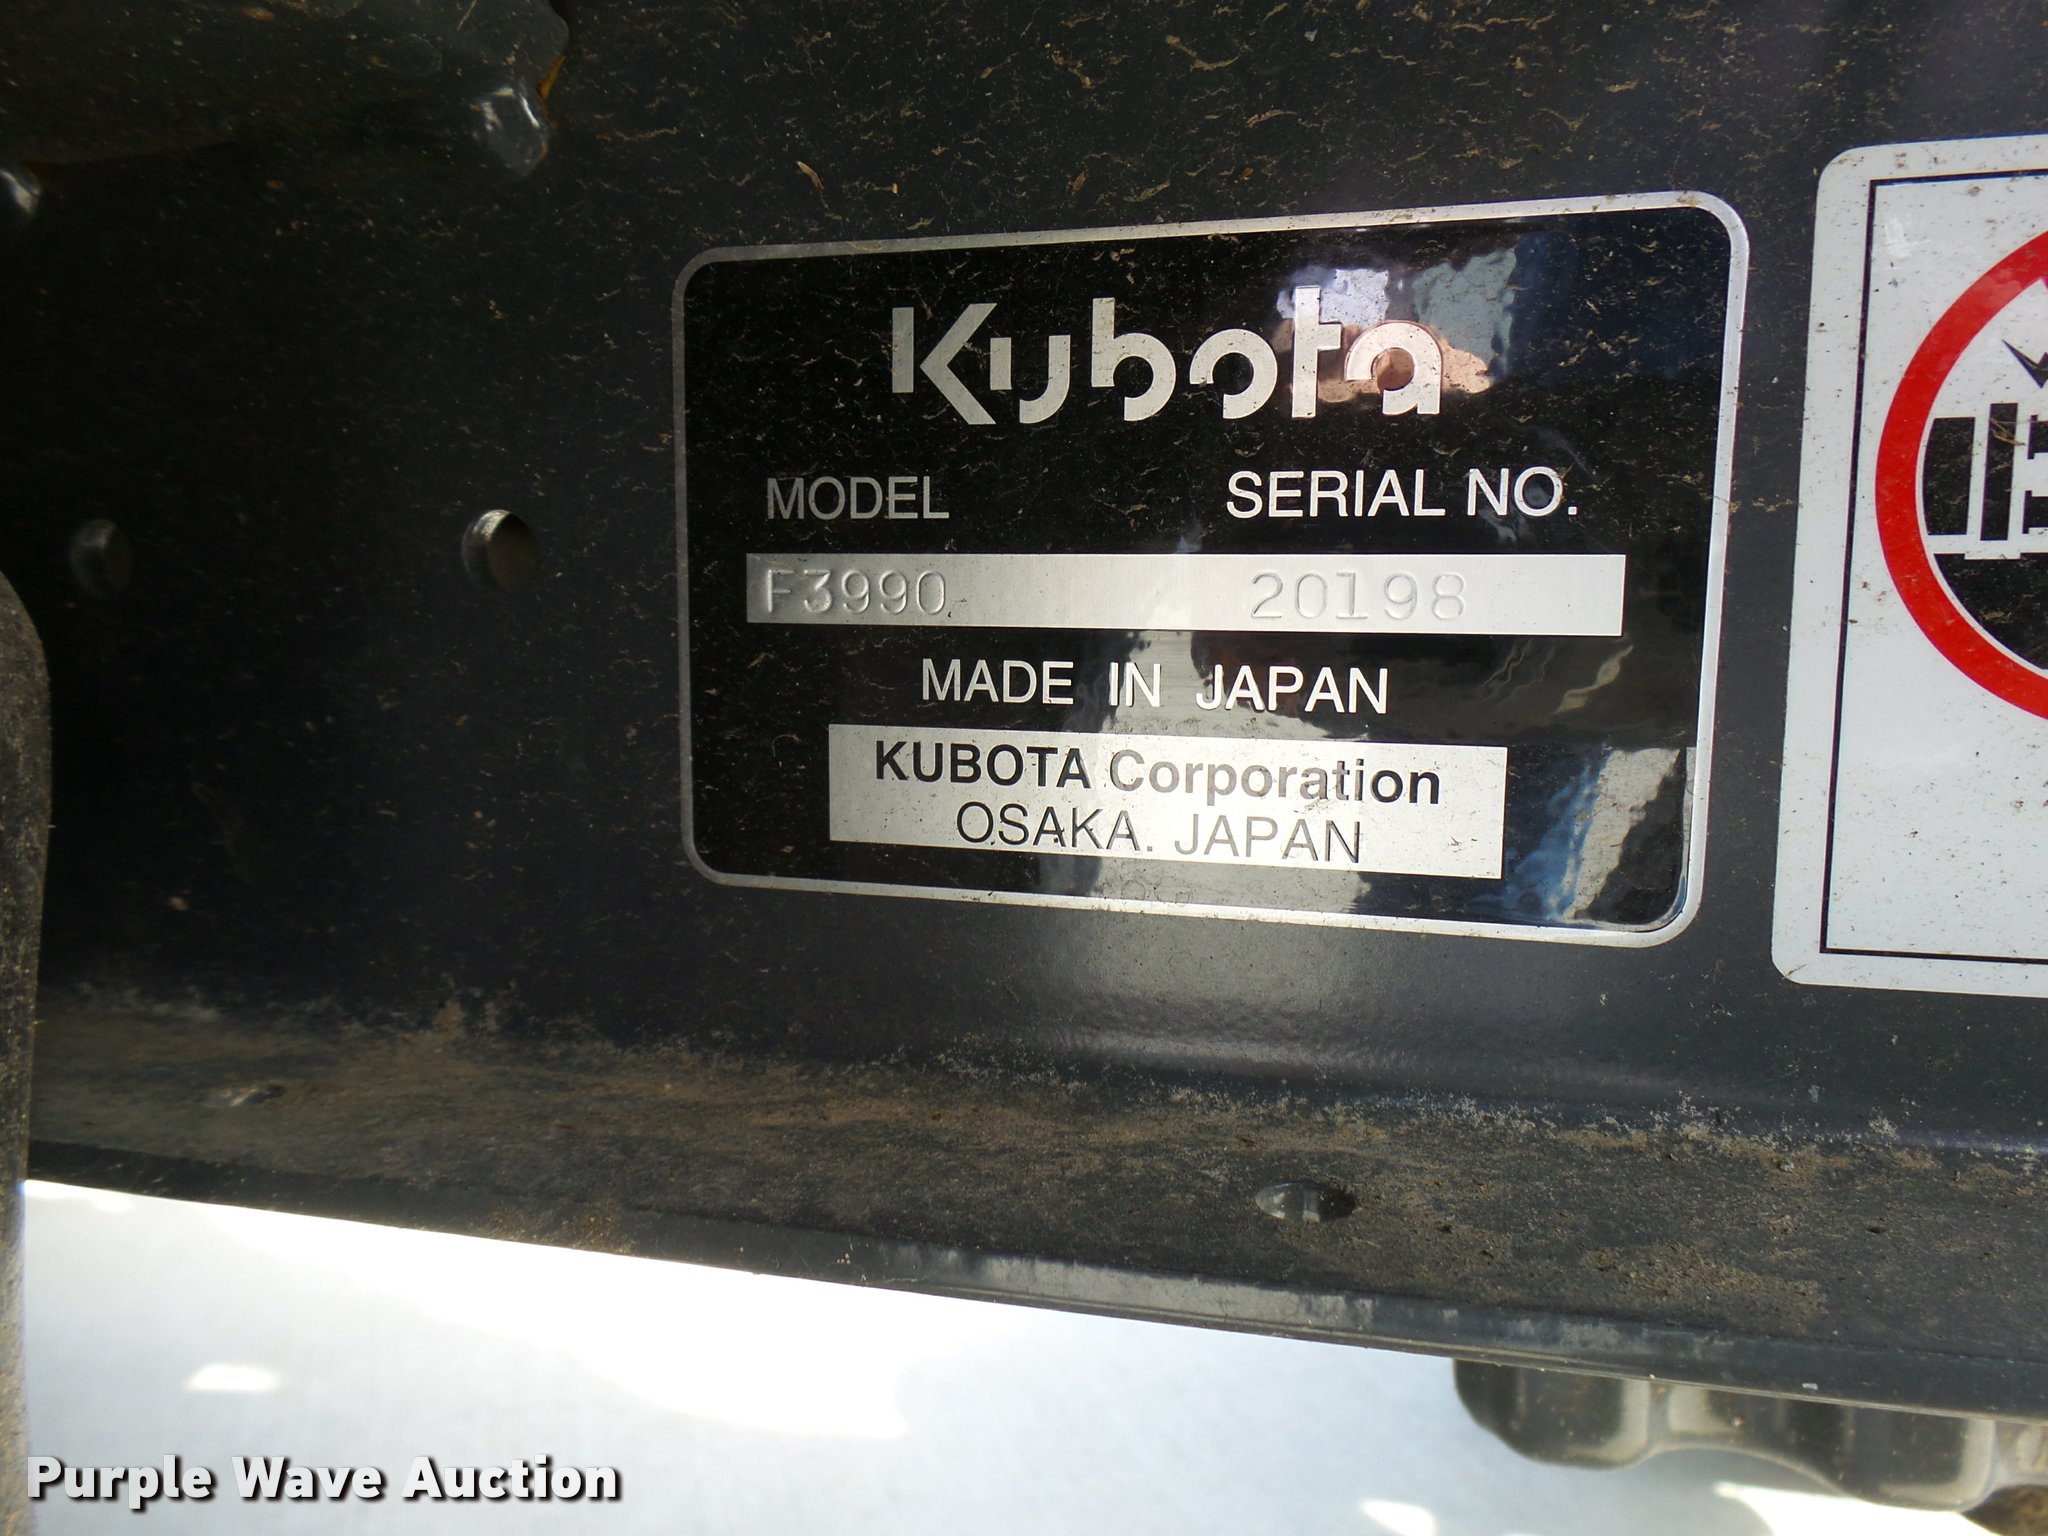 Kubota
MODEL SERIAL NO.
F3990 20198
MADE IN JAPAN
KUBOTA Corporation
OSAKA. JAPAN
Purple Wave Auction